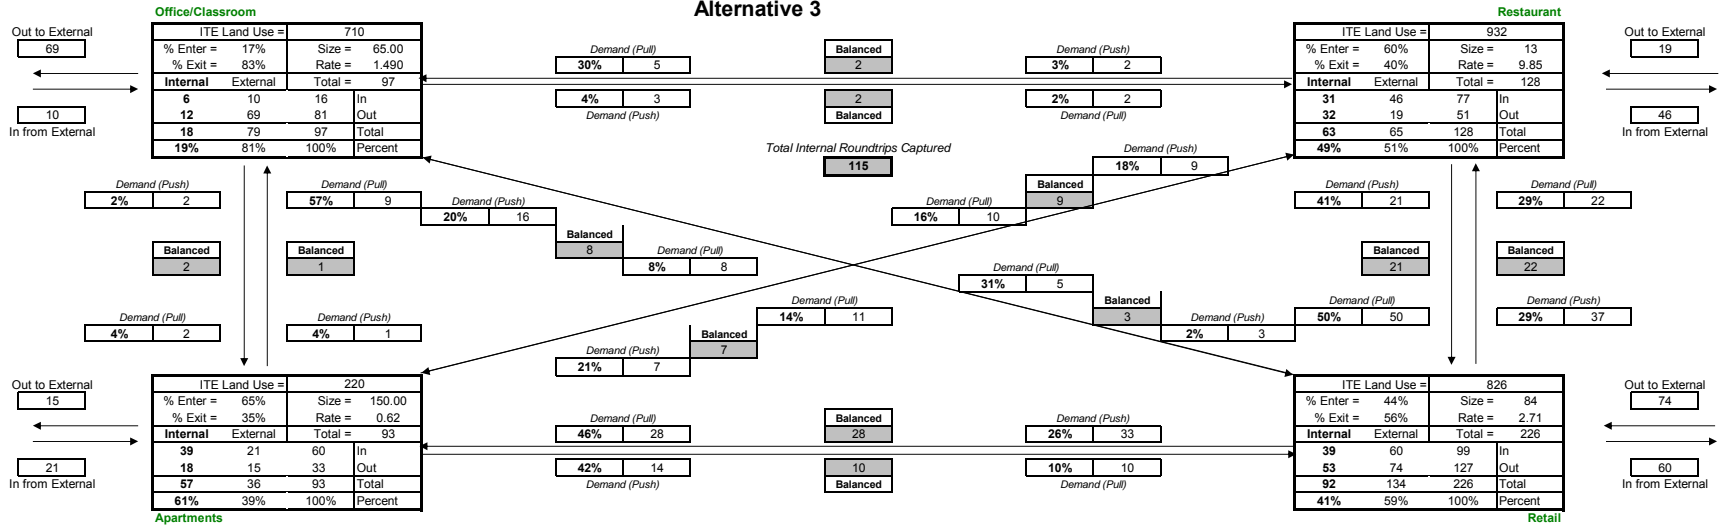 Alternative 3
Office/Classroom Restaurant
Out to External ITE Land Use = 710 ITE Land Use = 932 Out to External
69 % Enter = 17% Size = 65.00 Demand (Pull) Balanced Demand (Push) % Enter = 60% Size = 13 19
% Exit = 83% Rate = 1.490 30% 5 2 3% 2 % Exit = 40% Rate = 9.85
Internal External Total = 97 Internal External Total = 128
6 10 16 In 4% 3 2 2% 2 31 46 77 In
10 12 69 81 Out Demand (Push) Balanced Demand (Pull) 32 19 51 Out 46
In from External 18 79 97 Total 63 65 128 Total In from External
19% 81% 100% Percent Total Internal Roundtrips Captured Demand (Push) 49% 51% 100% Percent
115 18% 9
Demand (Push) Demand (Pull) Balanced Demand (Push) Demand (Pull)
2% 2 57% 9 Demand (Push) Demand (Pull) 9 41% 21 29% 22
20% 16 16% 10
Balanced
Balanced Balanced 8 Demand (Pull) Balanced Balanced
2 1 8% 8 Demand (Pull) 21 22
31% 5
Demand (Pull) Demand (Push) Demand (Pull) Balanced Demand (Pull) Demand (Push)
4% 2 4% 1 14% 11 3 Demand (Push) 50% 50 29% 37
Balanced 2% 3
Demand (Push) 7
21% 7
Out to External ITE Land Use = 220 ITE Land Use = 826 Out to External
15 % Enter = 65% Size = 150.00 % Enter = 44% Size = 84 74
% Exit = 35% Rate = 0.62 Demand (Pull) Balanced Demand (Push) % Exit = 56% Rate = 2.71
Internal External Total = 93 46% 28 28 26% 33 Internal External Total = 226
39 21 60 In 39 60 99 In
21 18 15 33 Out 42% 14 10 10% 10 53 74 127 Out 60
In from External 57 36 93 Total Demand (Push) Balanced Demand (Pull) 92 134 226 Total In from External
61% 39% 100% Percent 41% 59% 100% Percent
Apartments Retail